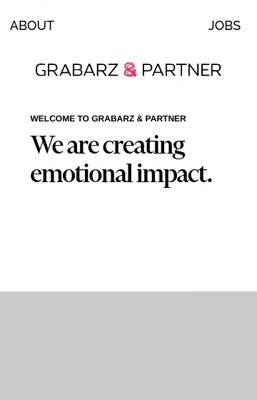 ABOUT JOBS
GRABARZ & PARTNER
WELCOME TO GRABARZ & PARTNER
We are creating
emotional impact.